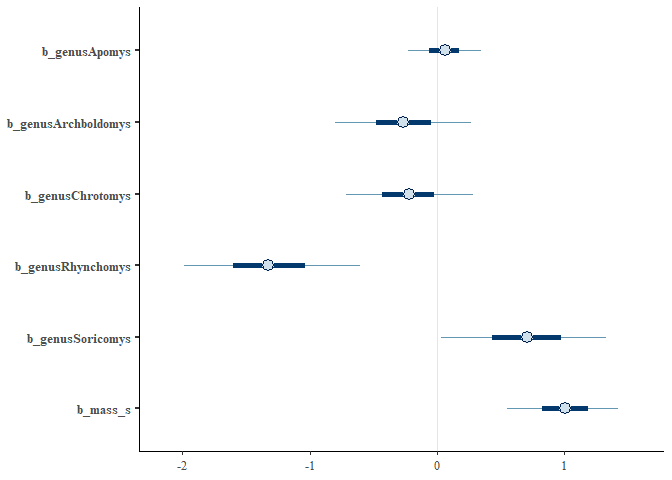 b_genusApomys
b_genusArchboldomys
b_genusChrotomys
b_genusRhynchomys
b_genusSoricomys
b_mass_s
-2 -1 0 1